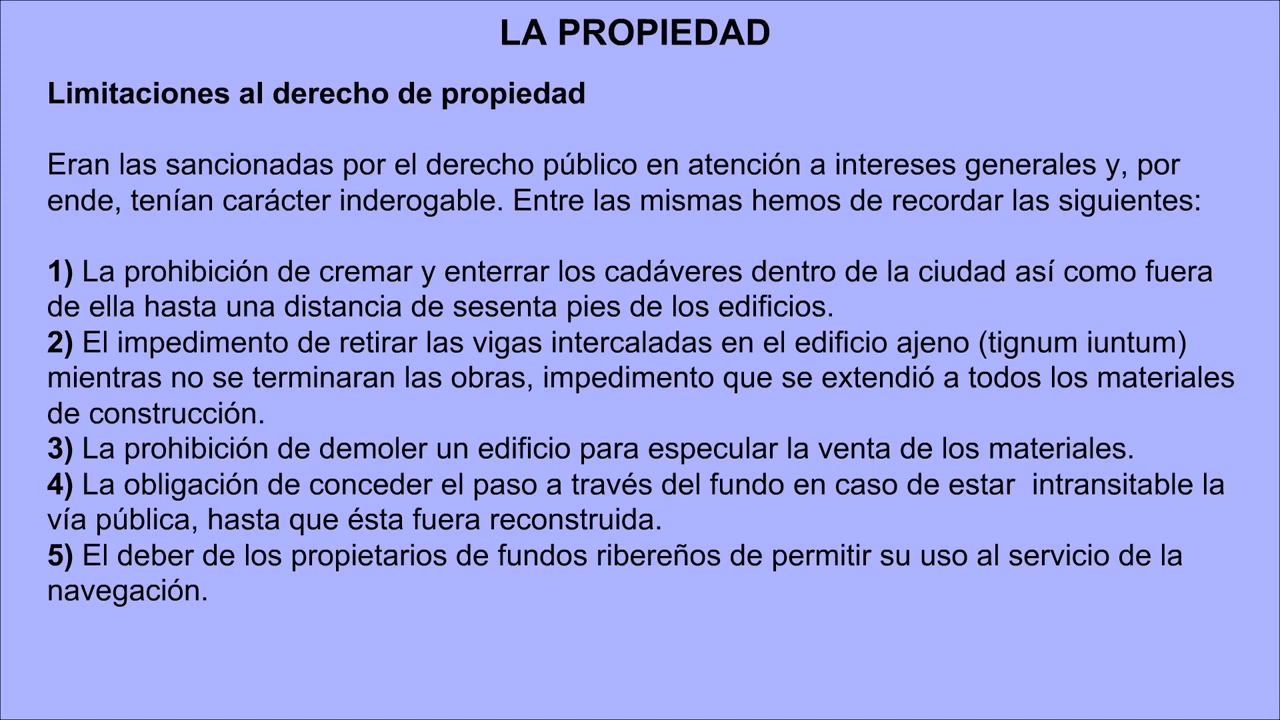 LA PROPIEDAD
Limitaciones al derecho de propiedad
Eran las sancionadas por el derecho público en atención a intereses generales y, por
ende, tenían carácter inderogable. Entre las mismas hemos de recordar las siguientes:
1) La prohibición de cremar y enterrar los cadáveres dentro de la ciudad así como fuera
de ella hasta una distancia de sesenta pies de los edificios.
2) El impedimento de retirar las vigas intercaladas en el edificio ajeno (tignum iuntum)
mientras no se terminaran las obras, impedimento que se extendió a todos los materiales
de construcción.
3) La prohibición de demoler un edificio para especular la venta de los materiales.
4) La obligación de conceder el paso a través del fundo en caso de estar  intransitable la
vía pública, hasta que ésta fuera reconstruida.
5) El deber de los propietarios de fundos ribereños de permitir su uso al servicio de la
navegación.